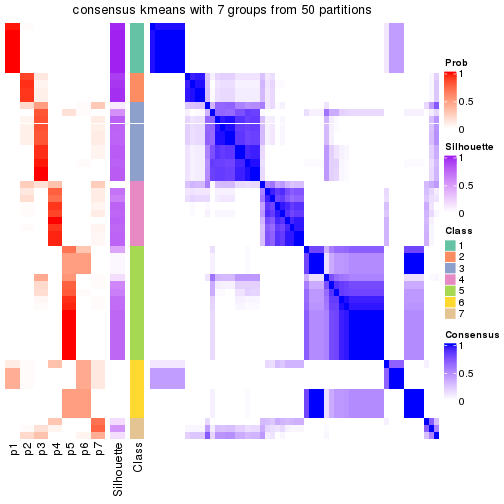 consensus kmeans with 7 groups from 50 partitions
Prob
1
0.5
0
Silhouette
1
0.5
0
Class
1
2
3
4
5
6
7
Consensus
1
0.5
0
p1
p2
p3
p4
p5
p6
p7
Silhouette
Class